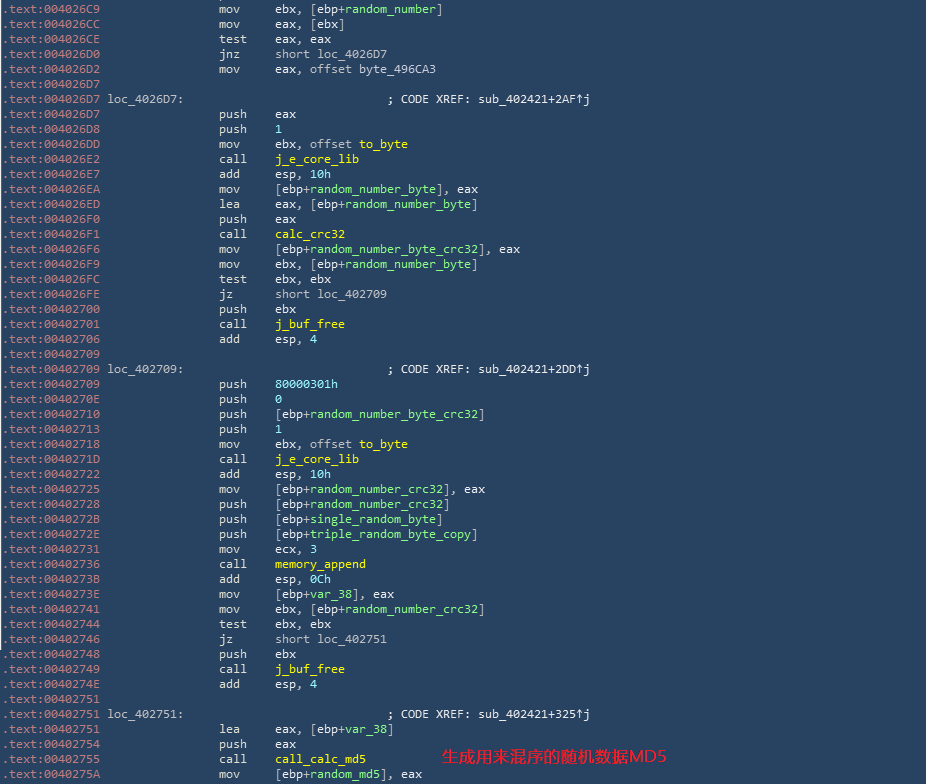 .text:004026C9 mov ebx, [ebp+random_number]
.text:004026CC mov eax, [ebx]
.text:004026CE test eax, eax
.text:004026D0 jnz short loc_4026D7
.text:004026D2 mov eax, offset byte_496CA3
.text:004026D7
.text:004026D7 loc_4026D7: ; CODE XREF: sub_402421+2AF↑j
.text:004026D7 push eax
.text:004026D8 push 1
.text:004026DD mov ebx, offset to_byte
.text:004026E2 call j_e_core_lib
.text:004026E7 add esp, 10h
.text:004026EA mov [ebp+random_number_byte], eax
.text:004026ED lea eax, [ebp+random_number_byte]
.text:004026F0 push eax
.text:004026F1 call calc_crc32
.text:004026F6 mov [ebp+random_number_byte_crc32], eax
.text:004026F9 mov ebx, [ebp+random_number_byte]
.text:004026FC test ebx, ebx
.text:004026FE jz short loc_402709
.text:00402700 push ebx
.text:00402701 call j_buf_free
.text:00402706 add esp, 4
.text:00402709
.text:00402709 loc_402709: ; CODE XREF: sub_402421+2DD↑j
.text:00402709 push 80000301h
.text:0040270E push 0
.text:00402710 push [ebp+random_number_byte_crc32]
.text:00402713 push 1
.text:00402718 mov ebx, offset to_byte
.text:0040271D call j_e_core_lib
.text:00402722 add esp, 10h
.text:00402725 mov [ebp+random_number_crc32], eax
.text:00402728 push [ebp+random_number_crc32]
.text:0040272B push [ebp+single_random_byte]
.text:0040272E push [ebp+triple_random_byte_copy]
.text:00402731 mov ecx, 3
.text:00402736 call memory_append
.text:0040273B add esp, 0Ch
.text:0040273E mov [ebp+var_38], eax
.text:00402741 mov ebx, [ebp+random_number_crc32]
.text:00402744 test ebx, ebx
.text:00402746 jz short loc_402751
.text:00402748 push ebx
.text:00402749 call j_buf_free
.text:0040274E add esp, 4
.text:00402751
.text:00402751 loc_402751: ; CODE XREF: sub_402421+325↑j
.text:00402751 lea eax, [ebp+var_38]
.text:00402754 push eax
.text:00402755 call call_calc_md5 生成用来混序的随机数据MD5
.text:0040275A mov [ebp+random_md5], eax